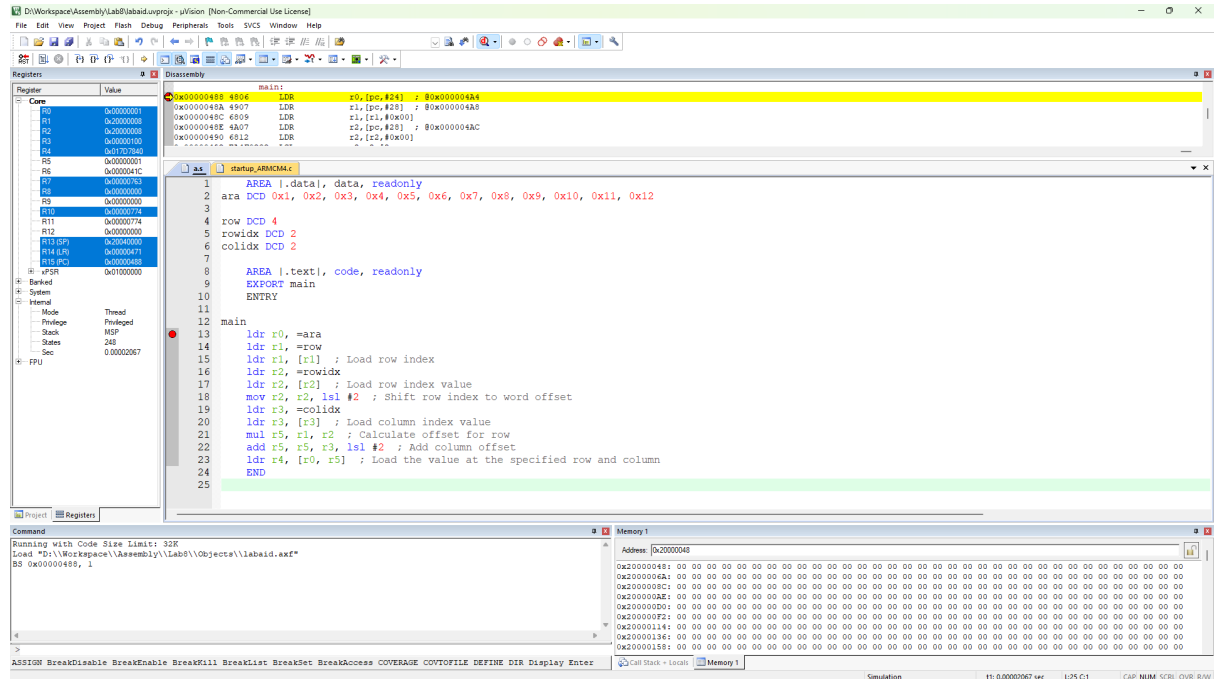 D:\Workspace\Assembly\Lab8\labaid.uvprojx - µVision [Non-Commercial Use License]
File Edit View Project Flash Debug Peripherals Tools SVCS Window Help
Registers
Register Value
Core
R0 0x00000001
R1 0x20000008
R2 0x20000008
R3 0x00000100
R4 0x017D7840
R5 0x00000001
R6 0x0000041C
R7 0x00000763
R8 0x00000000
R9 0x00000000
R10 0x00000774
R11 0x00000774
R12 0x00000000
R13 (SP) 0x20040000
R14 (LR) 0x00000471
R15 (PC) 0x00000488
xPSR 0x01000000
Banked
System
Internal
Mode Thread
Privilege Privileged
Stack MSP
States 248
Sec 0.00002067
FPU
Project Registers
Disassembly
main:
0x00000488 4806 LDR r0,[pc,#24] ; @0x000004A4
0x0000048A 4907 LDR r1,[pc,#28] ; @0x000004A8
0x0000048C 6809 LDR r1,[r1,#0x00]
0x0000048E 4A07 LDR r2,[pc,#28] ; @0x000004AC
0x00000490 6812 LDR r2,[r2,#0x00]
a.s startup_ARMCM4.c
1 AREA |.data|, data, readonly
2 ara DCD 0x1, 0x2, 0x3, 0x4, 0x5, 0x6, 0x7, 0x8, 0x9, 0x10, 0x11, 0x12
3
4 row DCD 4
5 rowidx DCD 2
6 colidx DCD 2
7
8 AREA |.text|, code, readonly
9 EXPORT main
10 ENTRY
11
12 main
13 ldr r0, =ara
14 ldr r1, =row
15 ldr r1, [r1] ; Load row index
16 ldr r2, =rowidx
17 ldr r2, [r2] ; Load row index value
18 mov r2, r2, lsl #2 ; Shift row index to word offset
19 ldr r3, =colidx
20 ldr r3, [r3] ; Load column index value
21 mul r5, r1, r2 ; Calculate offset for row
22 add r5, r5, r3, lsl #2 ; Add column offset
23 ldr r4, [r0, r5] ; Load the value at the specified row and column
24 END
25
Command
Running with Code Size Limit: 32K
Load "D:\\Workspace\\Assembly\\Lab8\\Objects\\labaid.axf"
BS 0x00000488, 1
>
ASSIGN BreakDisable BreakEnable BreakKill BreakList BreakSet BreakAccess COVERAGE COVTOFILE DEFINE DIR Display Enter
Memory 1
Address: 0x20000048
0x20000048: 00 00 00 00 00 00 00 00 00 00 00 00 00 00 00 00 00 00 00 00 00 00 00 00 00 00 00 00 00 00 00 00 00 00
0x2000006A: 00 00 00 00 00 00 00 00 00 00 00 00 00 00 00 00 00 00 00 00 00 00 00 00 00 00 00 00 00 00 00 00 00 00
0x2000008C: 00 00 00 00 00 00 00 00 00 00 00 00 00 00 00 00 00 00 00 00 00 00 00 00 00 00 00 00 00 00 00 00 00 00
0x200000AE: 00 00 00 00 00 00 00 00 00 00 00 00 00 00 00 00 00 00 00 00 00 00 00 00 00 00 00 00 00 00 00 00 00 00
0x200000D0: 00 00 00 00 00 00 00 00 00 00 00 00 00 00 00 00 00 00 00 00 00 00 00 00 00 00 00 00 00 00 00 00 00 00
0x200000F2: 00 00 00 00 00 00 00 00 00 00 00 00 00 00 00 00 00 00 00 00 00 00 00 00 00 00 00 00 00 00 00 00 00 00
0x20000114: 00 00 00 00 00 00 00 00 00 00 00 00 00 00 00 00 00 00 00 00 00 00 00 00 00 00 00 00 00 00 00 00 00 00
0x20000136: 00 00 00 00 00 00 00 00 00 00 00 00 00 00 00 00 00 00 00 00 00 00 00 00 00 00 00 00 00 00 00 00 00 00
0x20000158: 00 00 00 00 00 00 00 00 00 00 00 00 00 00 00 00 00 00 00 00 00 00 00 00 00 00 00 00 00 00 00 00 00 00
Call Stack + Locals Memory 1
Simulation t1: 0.00002067 sec L:25 C:1 CAP NUM SCRL OVR R/W